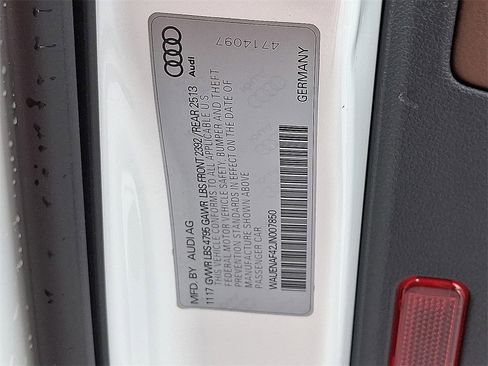 4714097
Audi
MFD. BY AUDI AG
11 17 GVWR LBS 4795 GAWR LBS FRONT 2392 / REAR 2513
THIS VEHICLE CONFORMS TO ALL APPLICABLE U S
FEDERAL MOTOR VEHICLE SAFETY, BUMPER AND THEFT
PREVENTION STANDARDS IN EFFECT ON THE DATE OF
MANUFACTURE SHOWN ABOVE
PASSENGER CAR
WAUENAF42JN007850
GERMANY